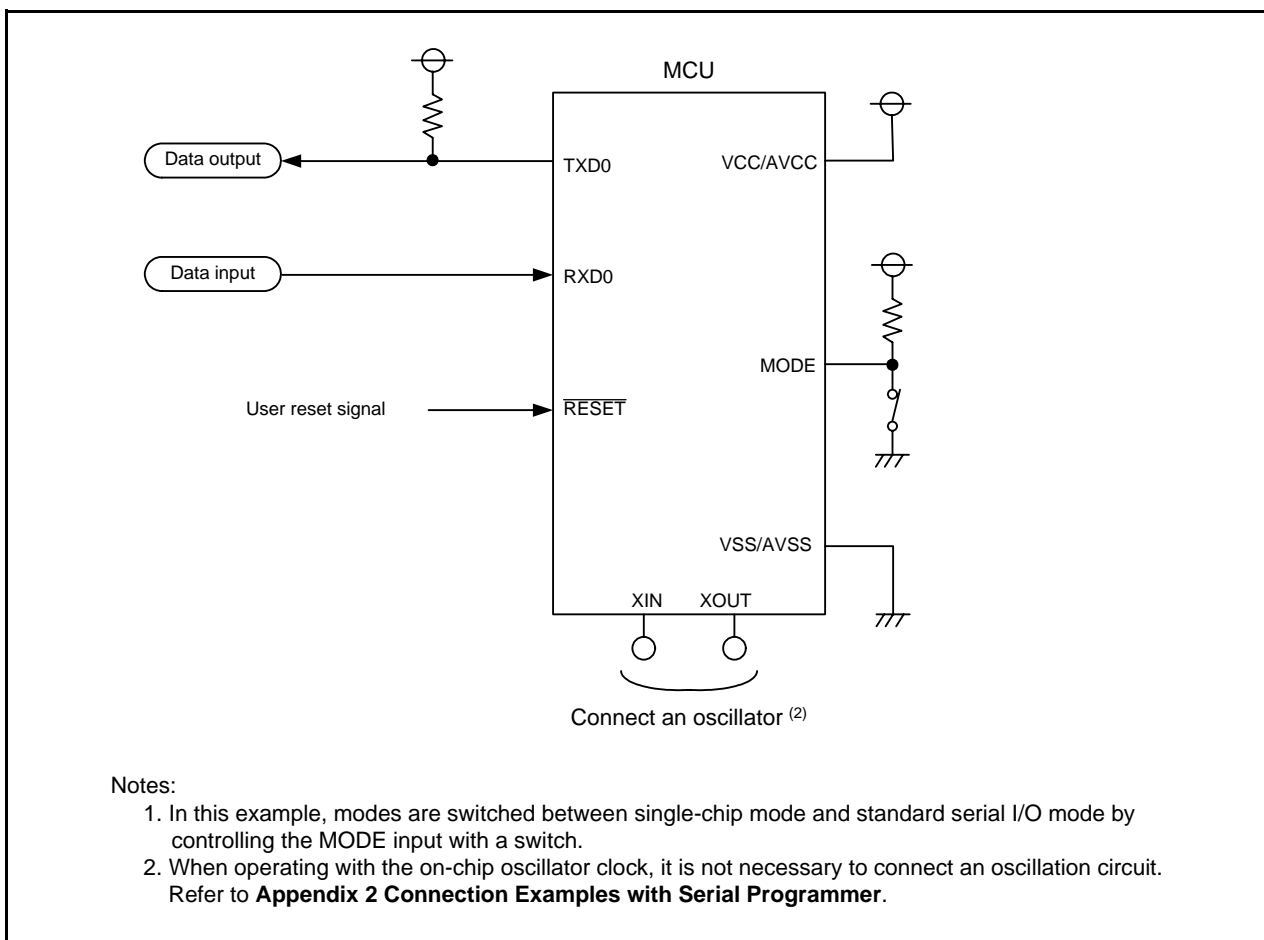 MCU
Data output
TXD0
VCC/AVCC
Data input
RXD0
MODE
User reset signal
RESET
VSS/AVSS
XIN XOUT
Connect an oscillator (2)
Notes:
1. In this example, modes are switched between single-chip mode and standard serial I/O mode by
controlling the MODE input with a switch.
2. When operating with the on-chip oscillator clock, it is not necessary to connect an oscillation circuit.
Refer to Appendix 2 Connection Examples with Serial Programmer.